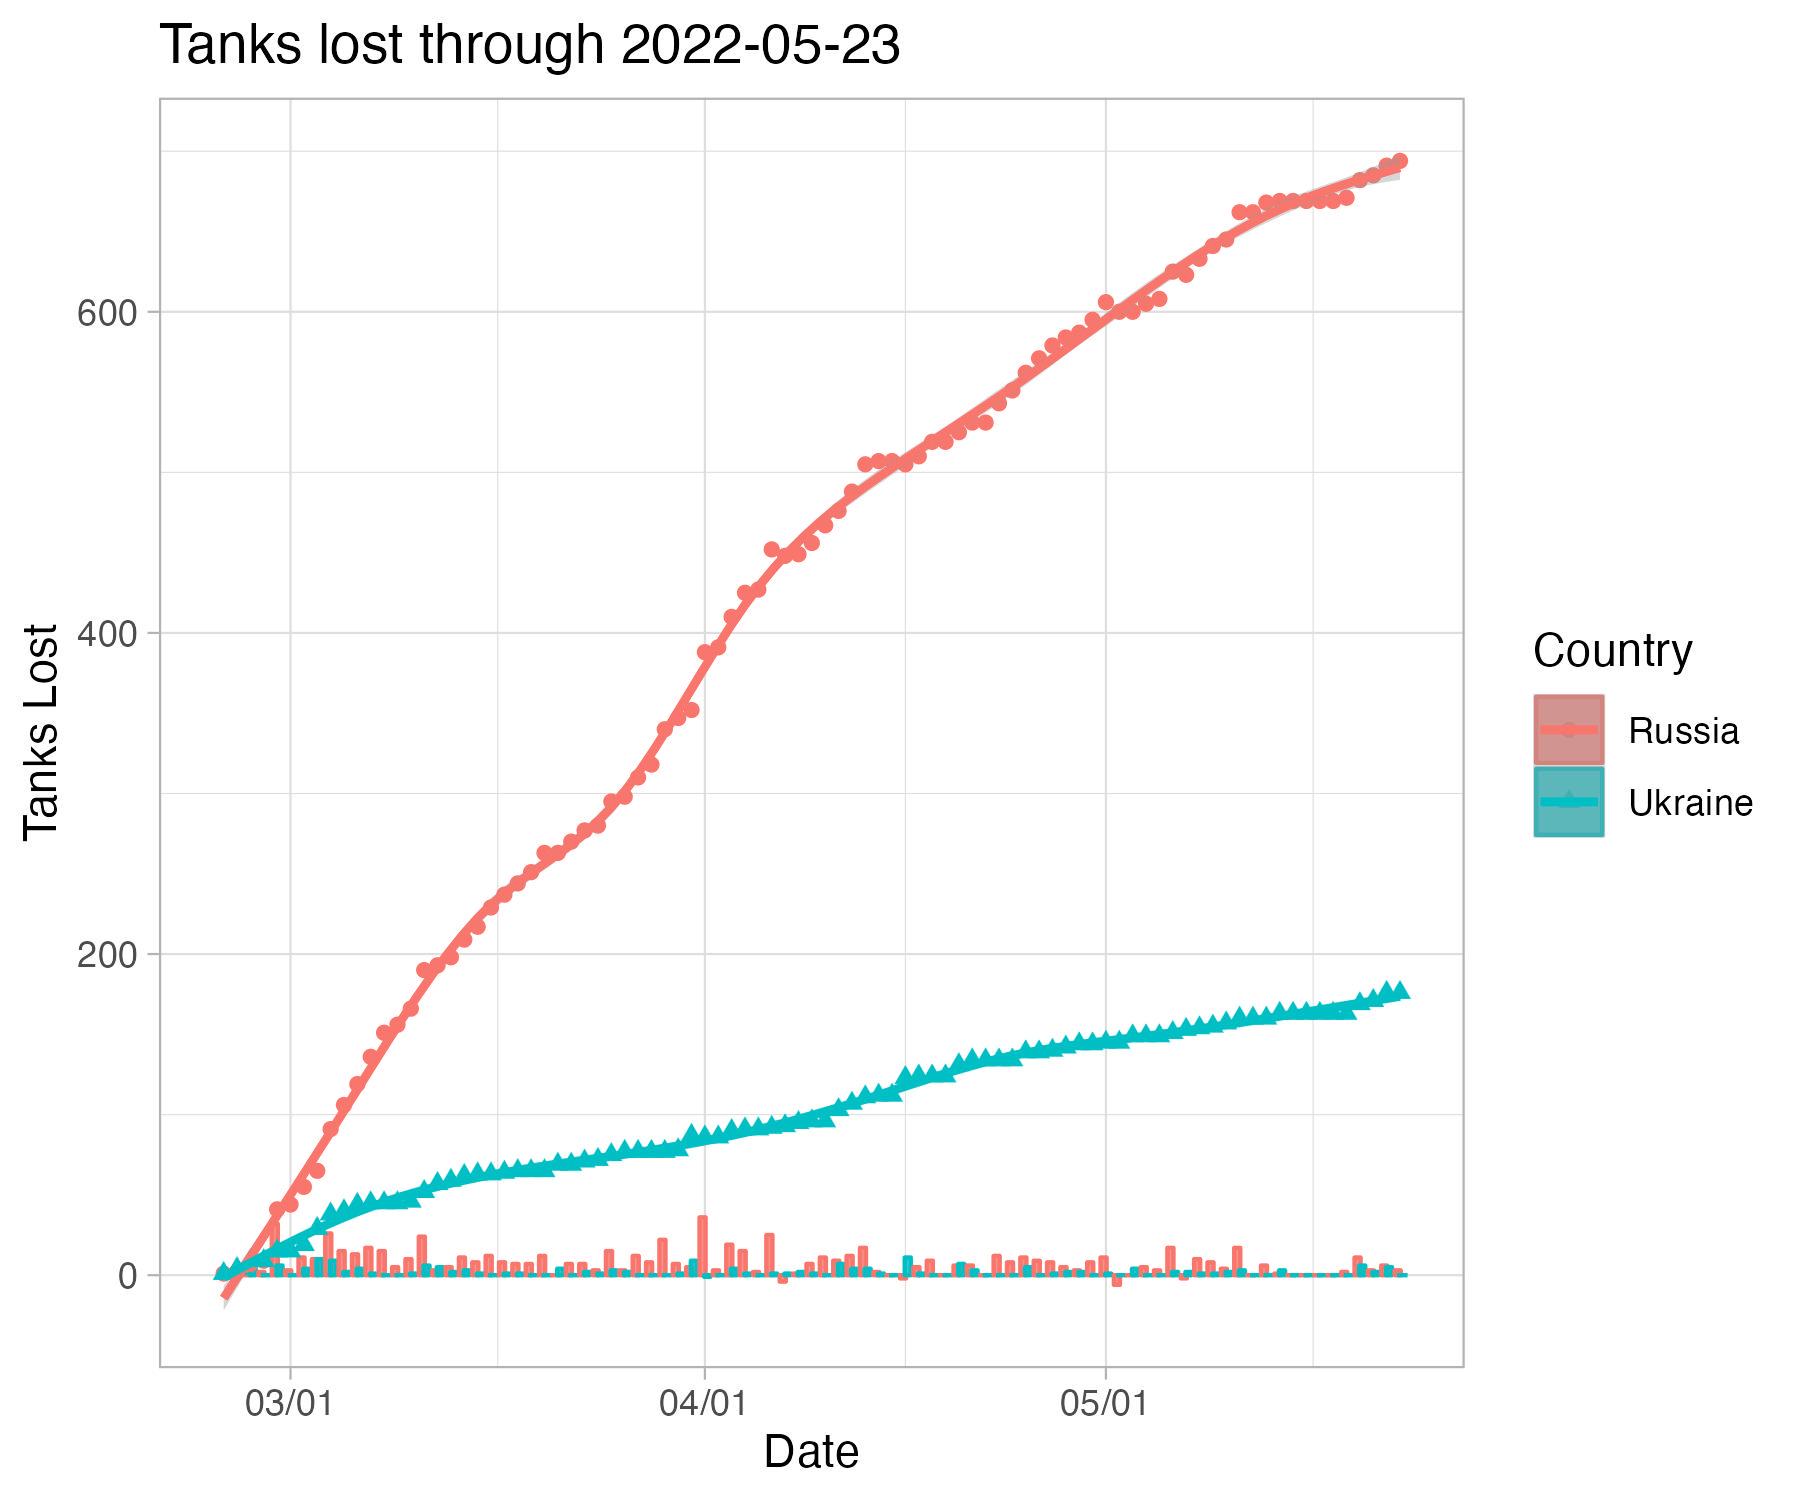 Tanks lost through 2022-05-23
Tanks Lost
600
400
200
0
03/01
04/01
05/01
Date
Country
Russia
Ukraine